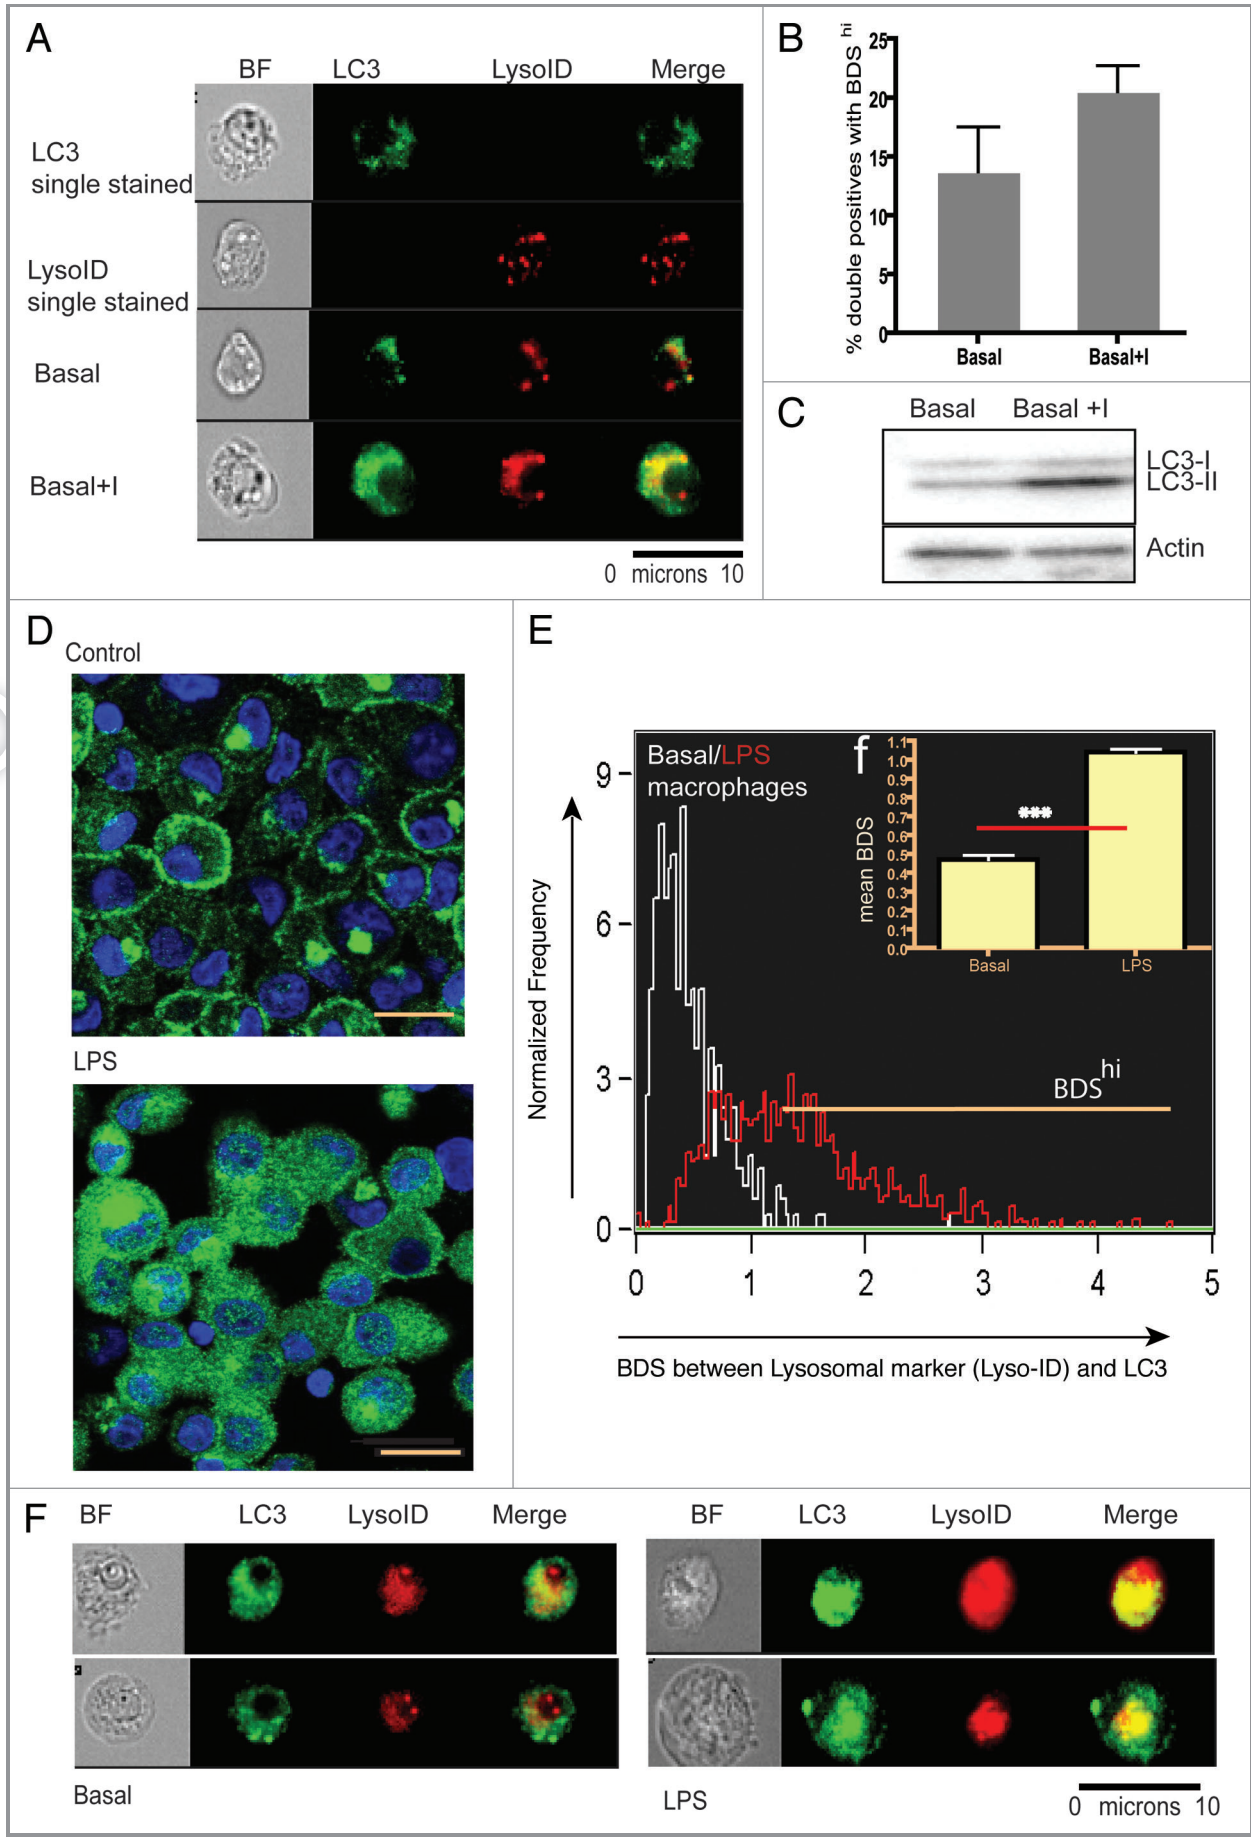 A
BF LC3 LysoID Merge
LC3
single stained
LysoID
single stained
Basal
Basal+I
0 microns 10
B
% double positives with BDS hi
25
20
15
10
5
0
Basal Basal+I
C
Basal Basal +I
LC3-I
LC3-II
Actin
D
Control
LPS
E
Normalized Frequency
9
6
3
0
Basal/LPS
macrophages
f
mean BDS
1.1
1.0
0.9
0.8
0.7
0.6
0.5
0.4
0.3
0.2
0.1
0.0
***
Basal LPS
BDS hi
0 1 2 3 4 5
BDS between Lysosomal marker (Lyso-ID) and LC3
F
BF LC3 LysoID Merge
BF LC3 LysoID Merge
Basal
LPS
0 microns 10